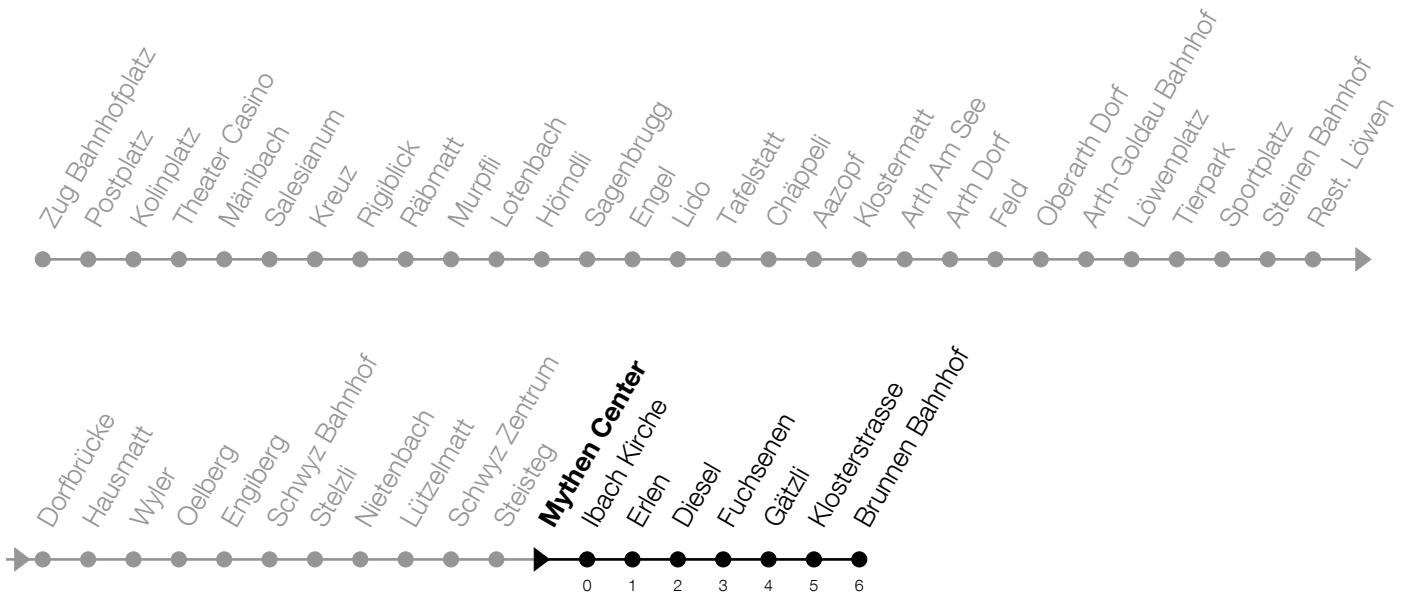 Zug Bahnhofplatz
Postplatz
Kolinplatz
Theater Casino
Mänibach
Salesianum
Kreuz
Rigiblick
Räbmatt
Murpfli
Lotenbach
Hörndli
Sagenbrugg
Engel
Lido
Tafelstatt
Chäppeli
Aazopf
Klostermatt
Arth Am See
Arth Dorf
Feld
Oberarth Dorf
Arth-Goldau Bahnhof
Löwenplatz
Tierpark
Sportplatz
Steinen Bahnhof
Rest. Löwen
Dorfbrücke
Hausmatt
Wyler
Oelberg
Engiberg
Schwyz Bahnhof
Stelzli
Nietenbach
Lützelmatt
Schwyz Zentrum
Steisteg
Mythen Center
Ibach Kirche
Erlen
Diesel
Fuchsenen
Gätzli
Klosterstrasse
Brunnen Bahnhof
0 1 2 3 4 5 6